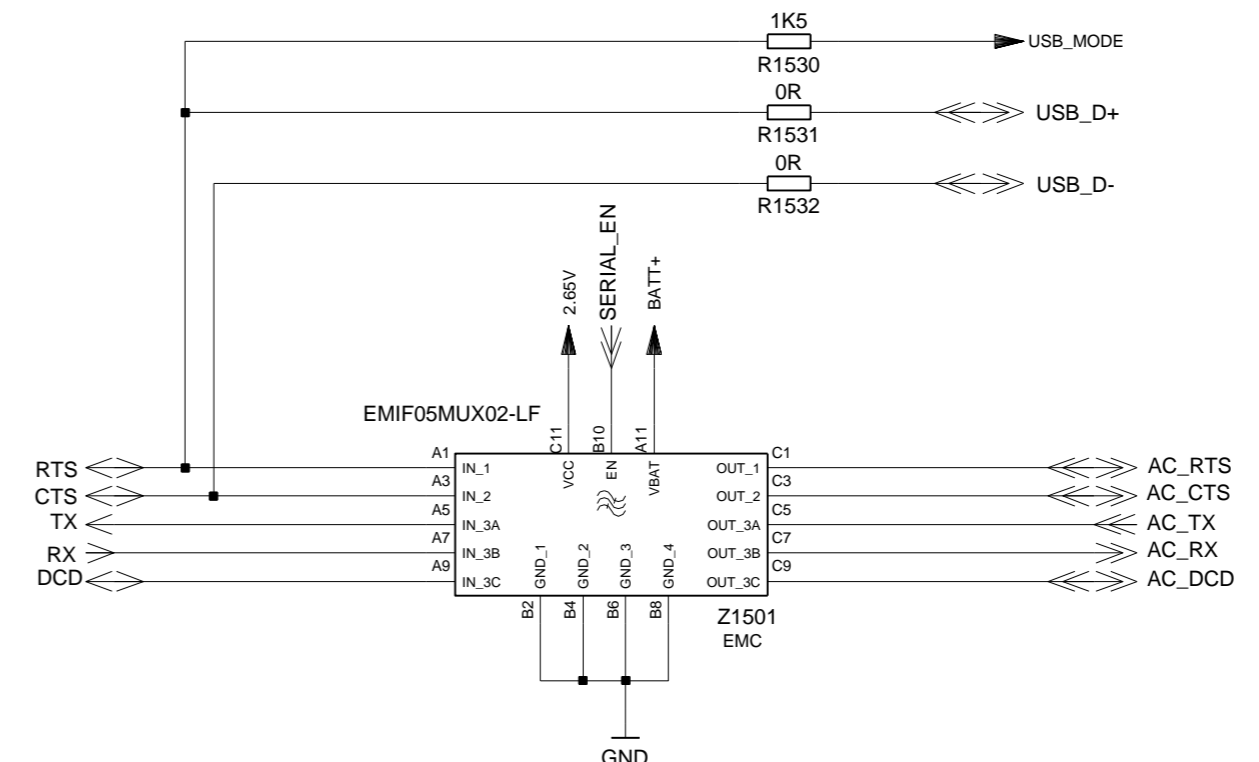 1K5
USB_MODE
R1530
0R
USB_D+
R1531
0R
USB_D-
R1532
2.65V
SERIAL_EN
BATT+
EMIF05MUX02-LF
C11 B10 A11
A1 C1
RTS IN_1 VCC EN VBAT OUT_1 AC_RTS
A3 C3
CTS IN_2 OUT_2 AC_CTS
A5 C5
TX IN_3A OUT_3A AC_TX
A7 C7
RX IN_3B OUT_3B AC_RX
A9 C9
DCD IN_3C GND_1 GND_2 GND_3 GND_4 OUT_3C AC_DCD
B2 B4 B6 B8
Z1501
EMC
GND